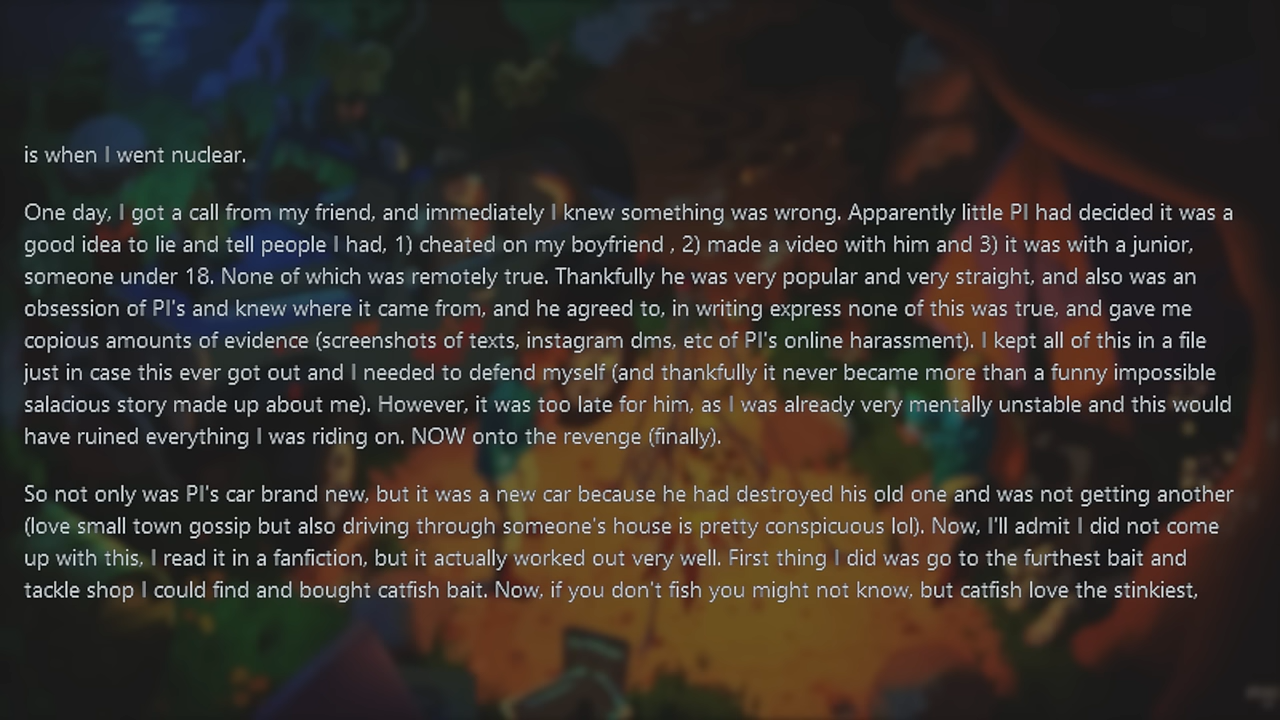 is when I went nuclear.
One day, I got a call from my friend, and immediately I knew something was wrong. Apparently little PI had decided it was a
good idea to lie and tell people I had, 1) cheated on my boyfriend , 2) made a video with him and 3) it was with a junior,
someone under 18. None of which was remotely true. Thankfully he was very popular and very straight, and also was an
obsession of PI's and knew where it came from, and he agreed to, in writing express none of this was true, and gave me
copious amounts of evidence (screenshots of texts, instagram dms, etc of PI's online harassment). I kept all of this in a file
just in case this ever got out and I needed to defend myself (and thankfully it never became more than a funny impossible
salacious story made up about me). However, it was too late for him, as I was already very mentally unstable and this would
have ruined everything I was riding on. NOW onto the revenge (finally).
So not only was PI's car brand new, but it was a new car because he had destroyed his old one and was not getting another
(love small town gossip but also driving through someone's house is pretty conspicuous lol). Now, I'll admit I did not come
up with this, I read it in a fanfiction, but it actually worked out very well. First thing I did was go to the furthest bait and
tackle shop I could find and bought catfish bait. Now, if you don't fish you might not know, but catfish love the stinkiest,